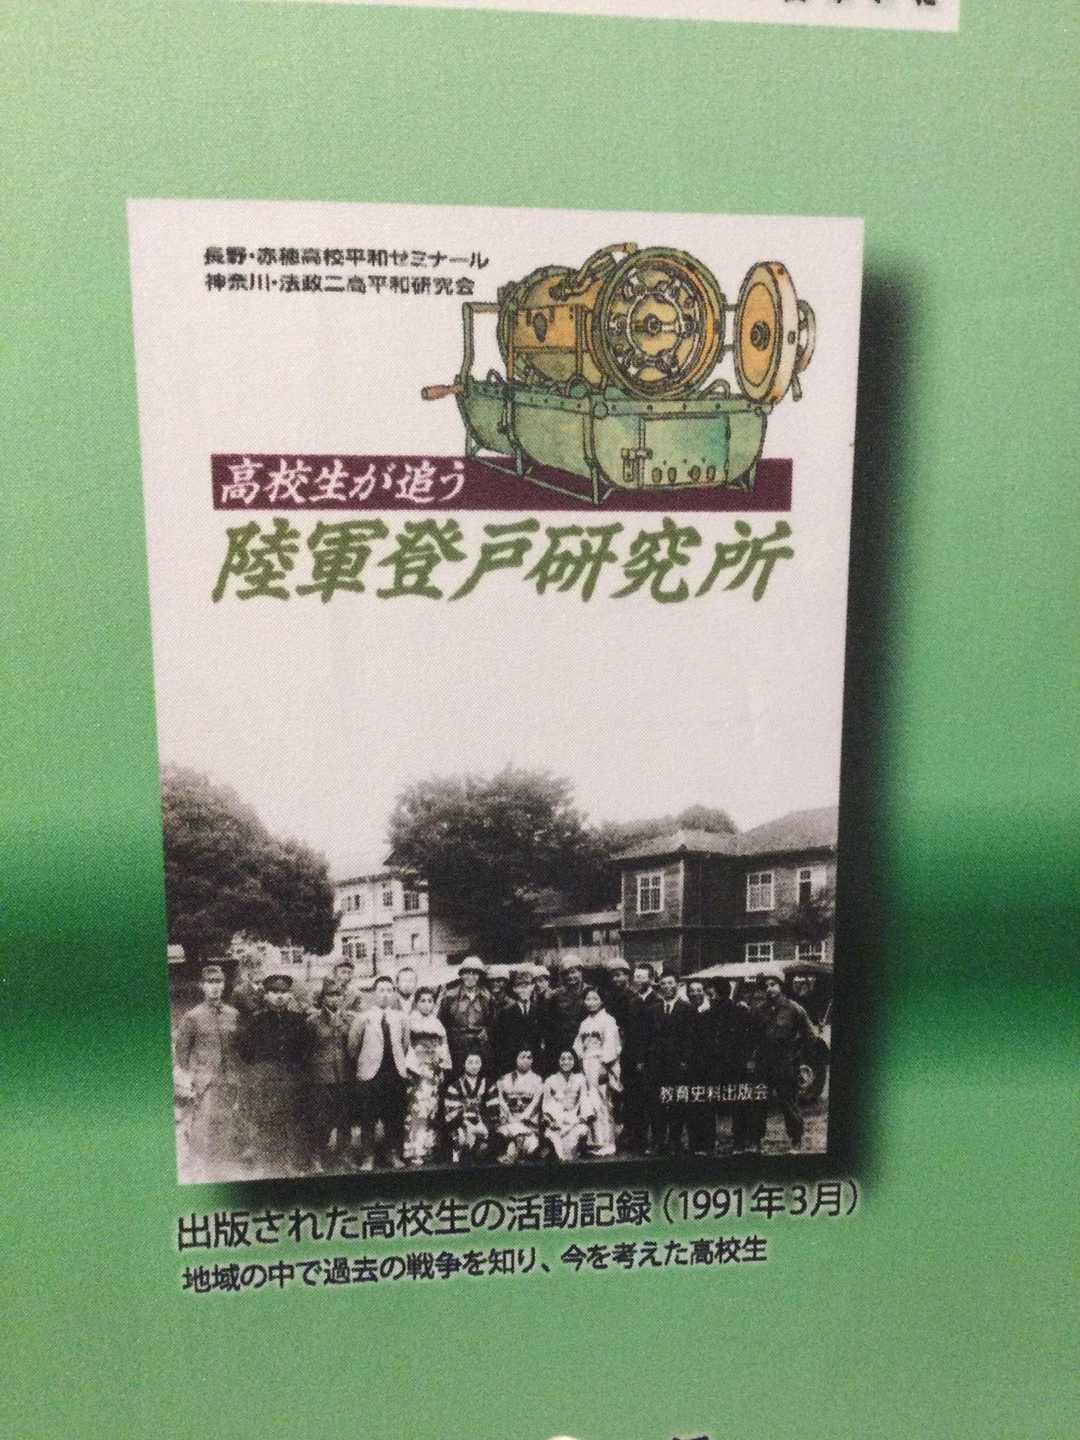 長野・赤穂高校平和ゼミナール
神奈川・法政二高平和研究会
高校生が追う
陸軍登戸研究所
教育史料出版会
出版された高校生の活動記録（1991年3月）
地域の中で過去の戦争を知り、今を考えた高校生